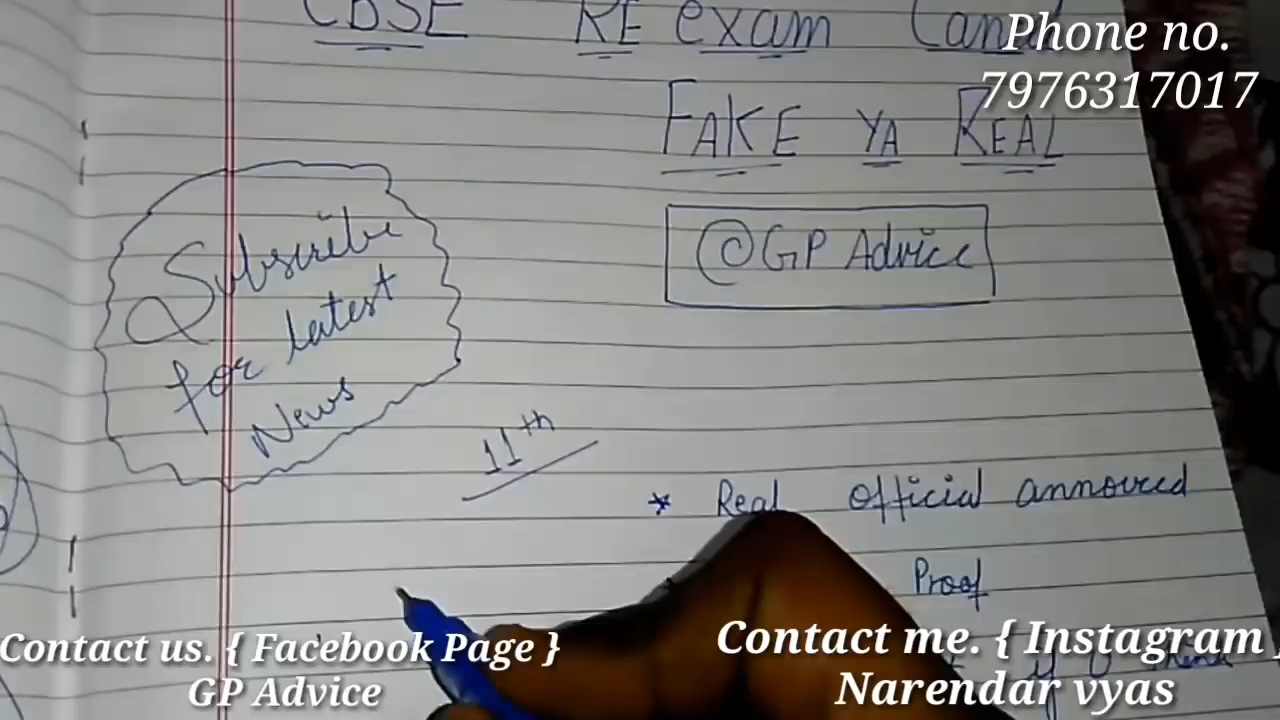 CBSE RE exam
Phone no.
7976317017
FAKE YA REAL
@GP Advice
Subscribe
for latest
News
11th
* Real official annouced
Proof
if U
Contact us. { Facebook Page }
GP Advice
Contact me. { Instagram }
Narendar vyas